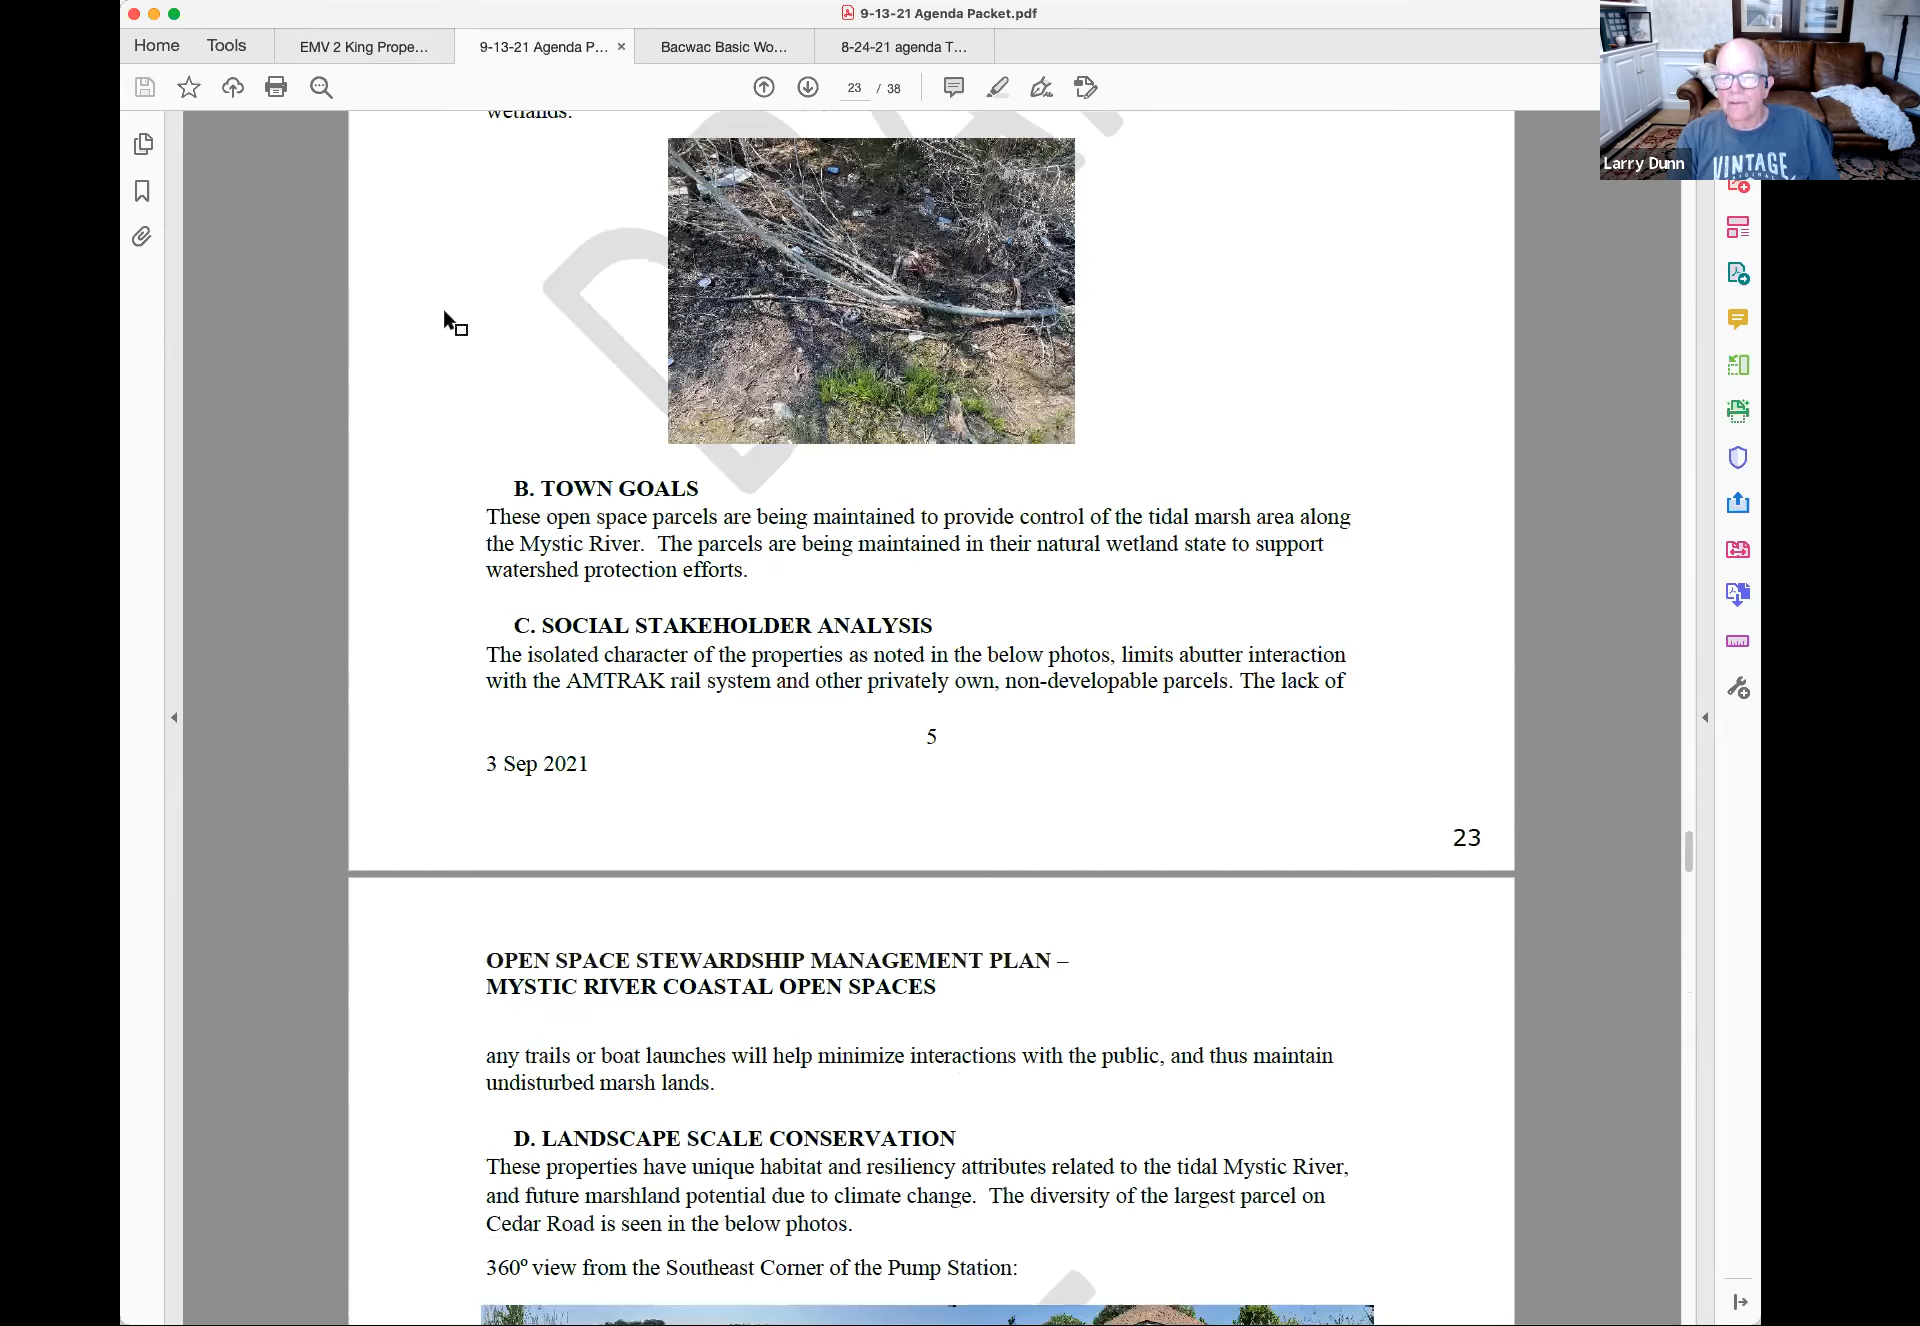 9-13-21 Agenda Packet.pdf
Home
Tools
EMV 2 King Prope...
9-13-21 Agenda P...
Bacwac Basic Wo...
8-24-21 agenda T...
23 / 38
wetlands.
B. TOWN GOALS
These open space parcels are being maintained to provide control of the tidal marsh area along
the Mystic River. The parcels are being maintained in their natural wetland state to support
watershed protection efforts.
C. SOCIAL STAKEHOLDER ANALYSIS
The isolated character of the properties as noted in the below photos, limits abutter interaction
with the AMTRAK rail system and other privately own, non-developable parcels. The lack of
5
3 Sep 2021
23
OPEN SPACE STEWARDSHIP MANAGEMENT PLAN –
MYSTIC RIVER COASTAL OPEN SPACES
any trails or boat launches will help minimize interactions with the public, and thus maintain
undisturbed marsh lands.
D. LANDSCAPE SCALE CONSERVATION
These properties have unique habitat and resiliency attributes related to the tidal Mystic River,
and future marshland potential due to climate change. The diversity of the largest parcel on
Cedar Road is seen in the below photos.
360° view from the Southeast Corner of the Pump Station:
Larry Dunn
VINTAGE